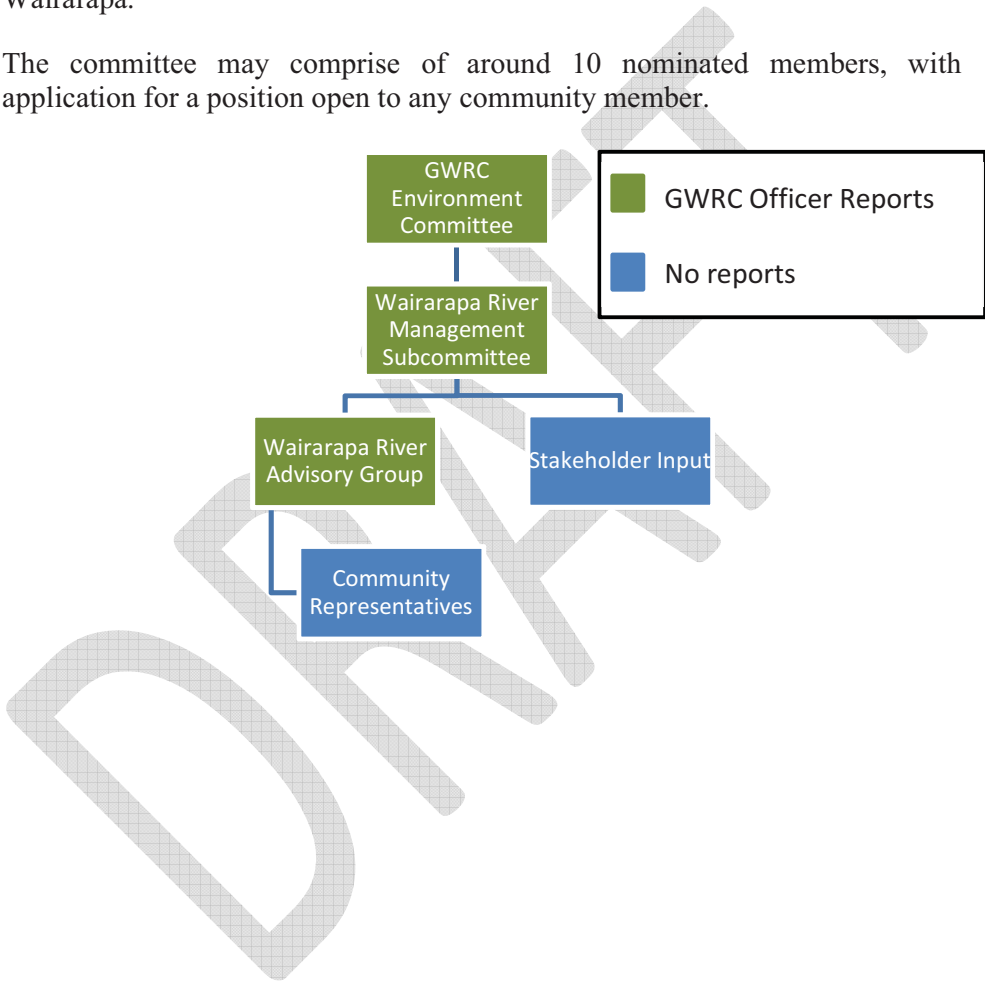 Wairarapa.
The committee may comprise of around 10 nominated members, with
application for a position open to any community member.
GWRC
Environment
Committee
GWRC Officer Reports
No reports
Wairarapa River
Management
Subcommittee
Wairarapa River
Advisory Group
Stakeholder Input
Community
Representatives
DRAFT